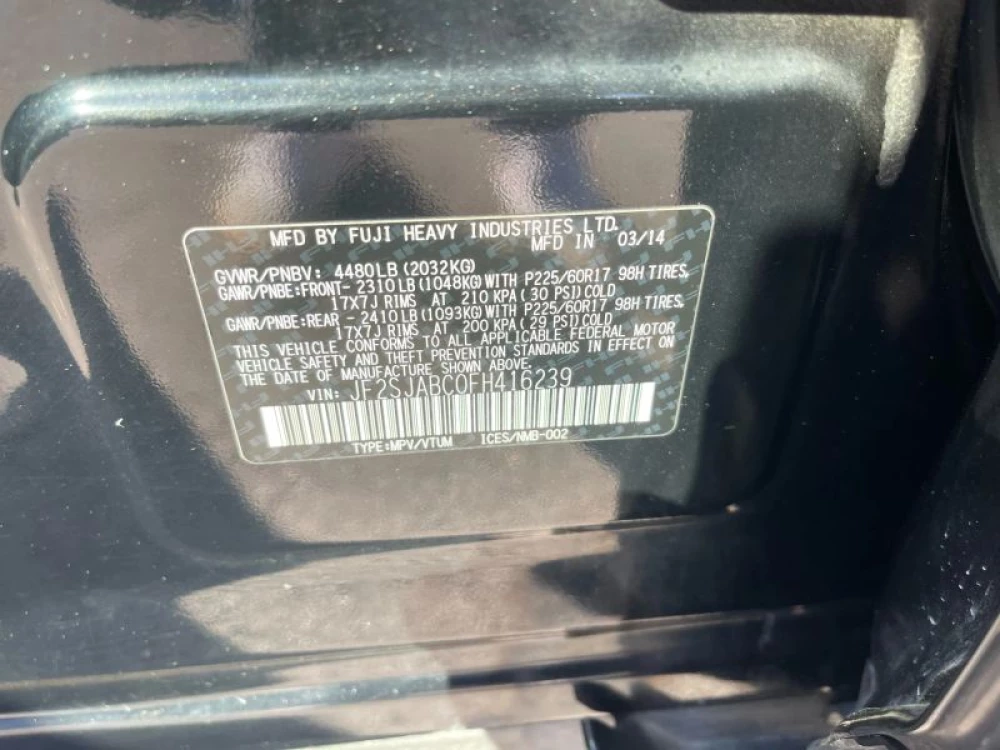 MFD BY FUJI HEAVY INDUSTRIES LTD.
MFD IN 03/14
GVWR/PNBV: 4480LB(2032KG)
GAWR/PNBE:FRONT- 2310LB(1048KG)WITH P225/60R17 98H TIRES,
17X7J RIMS AT 210 KPA(30 PSI)COLD
GAWR/PNBE:REAR - 2410LB(1093KG)WITH P225/60R17 98H TIRES,
17X7J RIMS AT 200 KPA(29 PSI)COLD
THIS VEHICLE CONFORMS TO ALL APPLICABLE FEDERAL MOTOR
VEHICLE SAFETY AND THEFT PREVENTION STANDARDS IN EFFECT ON
THE DATE OF MANUFACTURE SHOWN ABOVE.
VIN: JF2SJABC0FH416239
TYPE:MPV/VTUM ICES/NMB-002